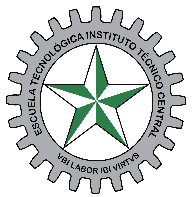 ESCUELA TECNOLÓGICA INSTITUTO TÉCNICO CENTRAL
VBI LABOR IBI VIRTVS